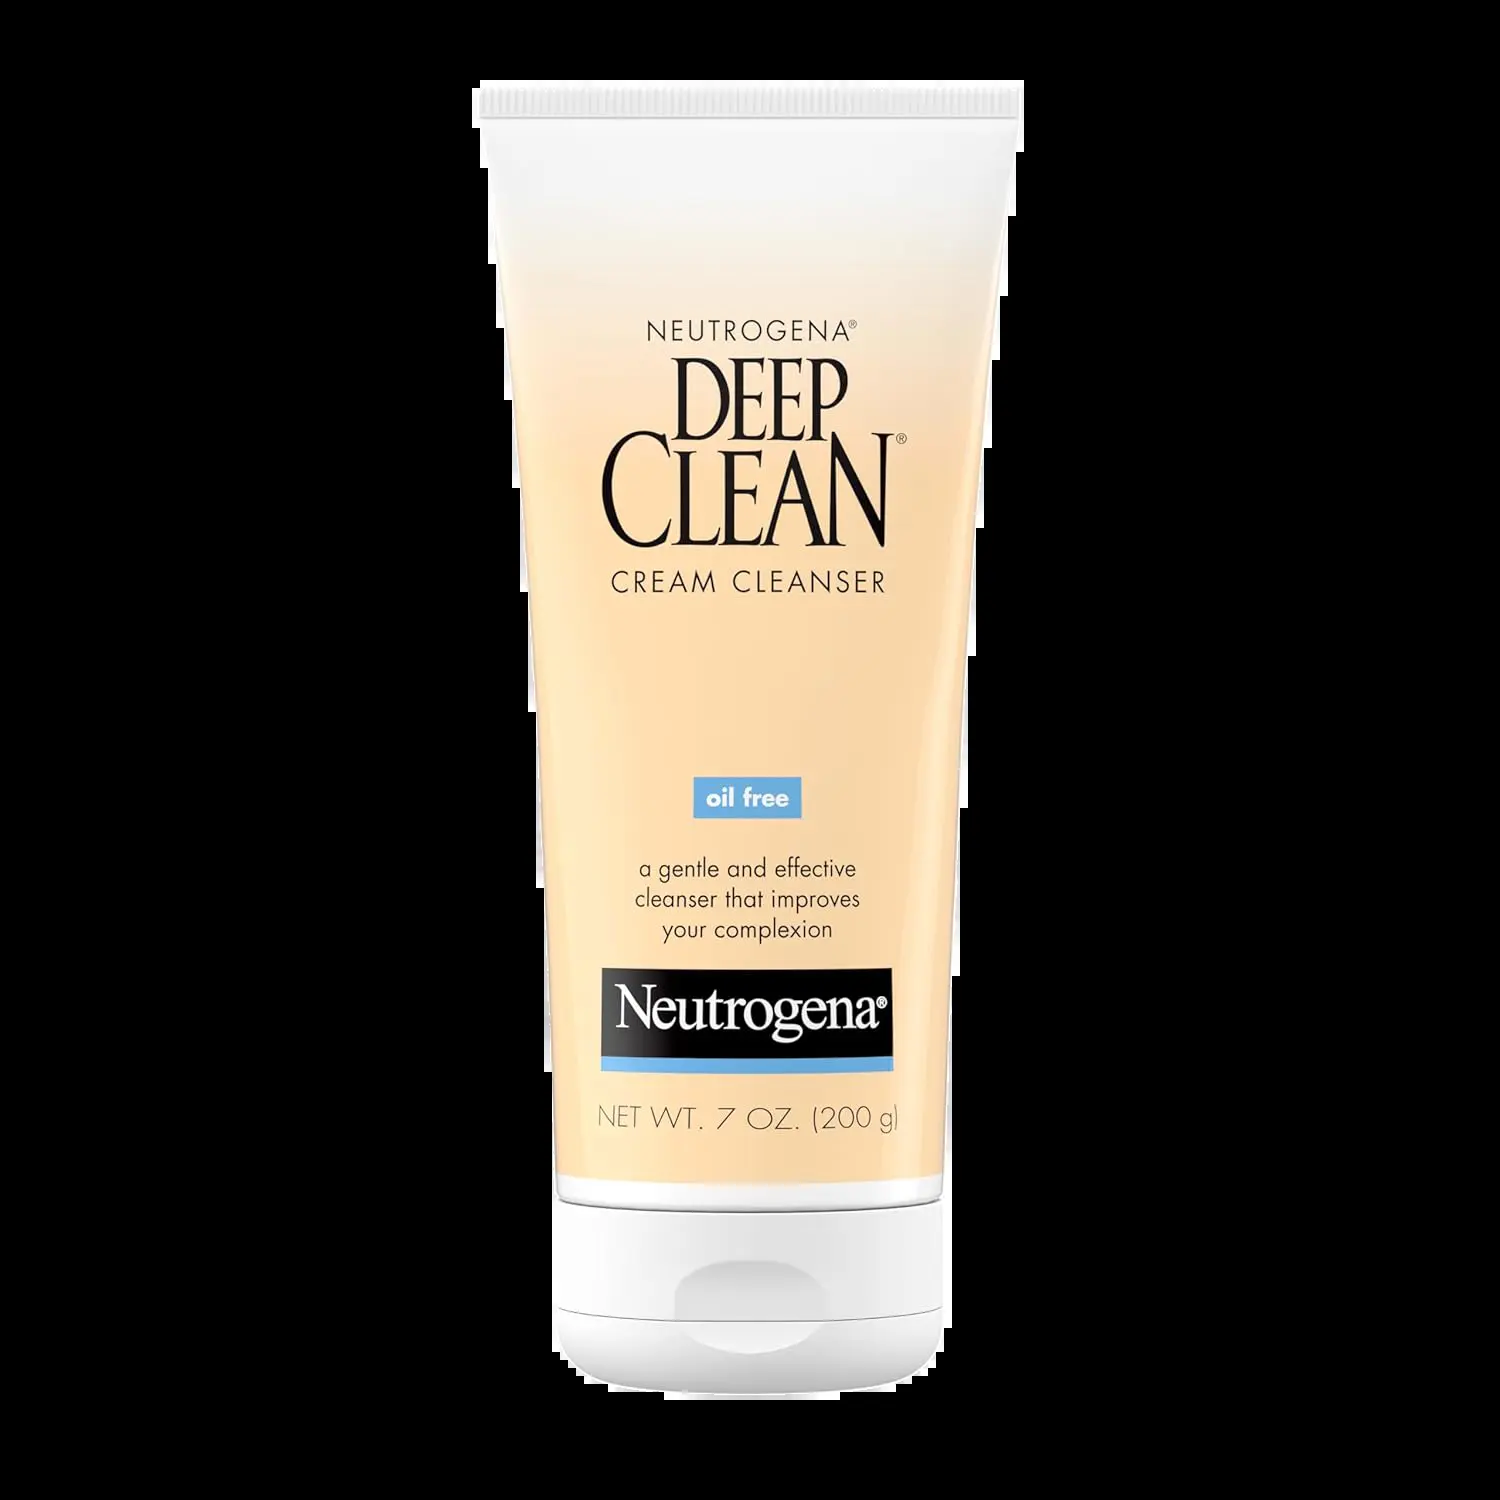 NEUTROGENA®
DEEP
CLEAN®
CREAM CLEANSER
oil free
a gentle and effective
cleanser that improves
your complexion
Neutrogena®
NET WT. 7 OZ. (200 g)